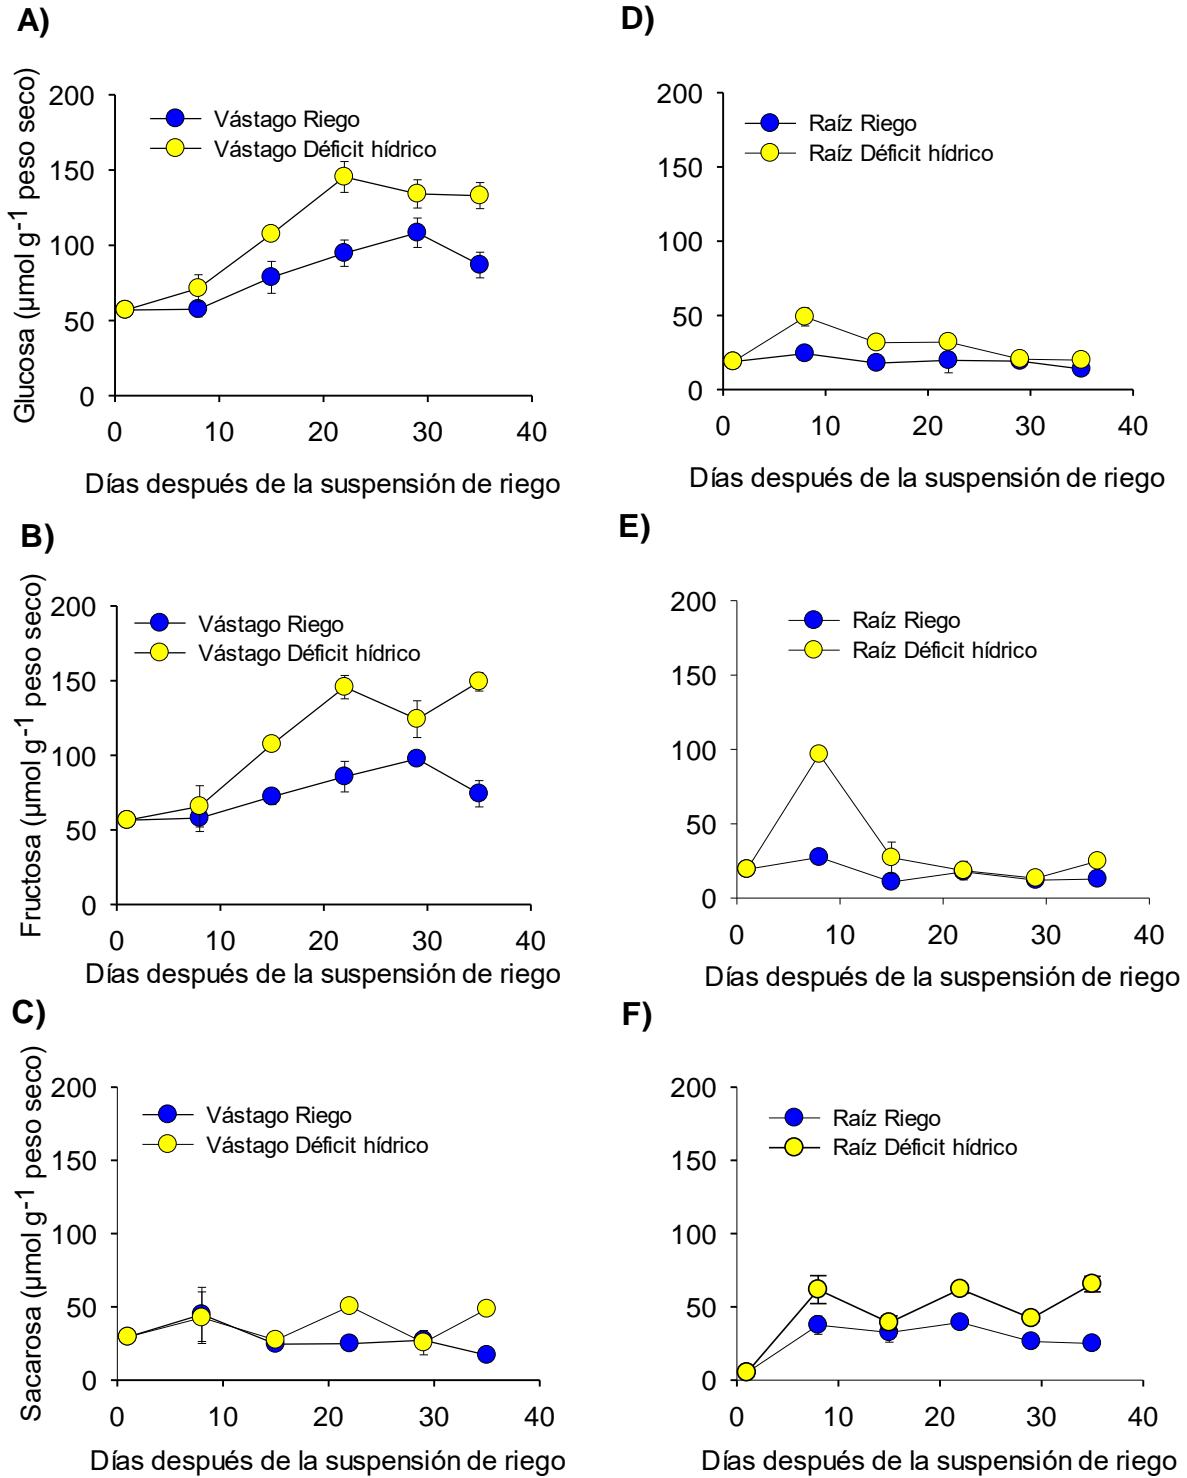 A)
Glucosa (µmol g-1 peso seco)
200
150
100
50
0
Vástago Riego
Vástago Déficit hídrico
0 10 20 30 40
Días después de la suspensión de riego
D)
200
150
100
50
0
Raíz Riego
Raíz Déficit hídrico
0 10 20 30 40
Días después de la suspensión de riego
B)
Fructosa (µmol g-1 peso seco)
200
150
100
50
0
Vástago Riego
Vástago Déficit hídrico
0 10 20 30 40
Días después de la suspensión de riego
E)
200
150
100
50
0
Raíz Riego
Raíz Déficit hídrico
0 10 20 30 40
Días después de la suspensión de riego
C)
Sacarosa (µmol g-1 peso seco)
200
150
100
50
0
Vástago Riego
Vástago Déficit hídrico
0 10 20 30 40
Días después de la suspensión de riego
F)
200
150
100
50
0
Raíz Riego
Raíz Déficit hídrico
0 10 20 30 40
Días después de la suspensión de riego